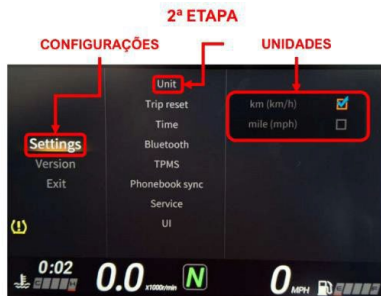 2ª ETAPA
CONFIGURAÇÕES
UNIDADES
Unit
Trip reset
km (km/h)
Time
mile (mph)
Settings
Bluetooth
Version
TPMS
Exit
Phonebook sync
Service
UI
0:02
0.0 x1000r/min
N
0 MPH
C H
E F